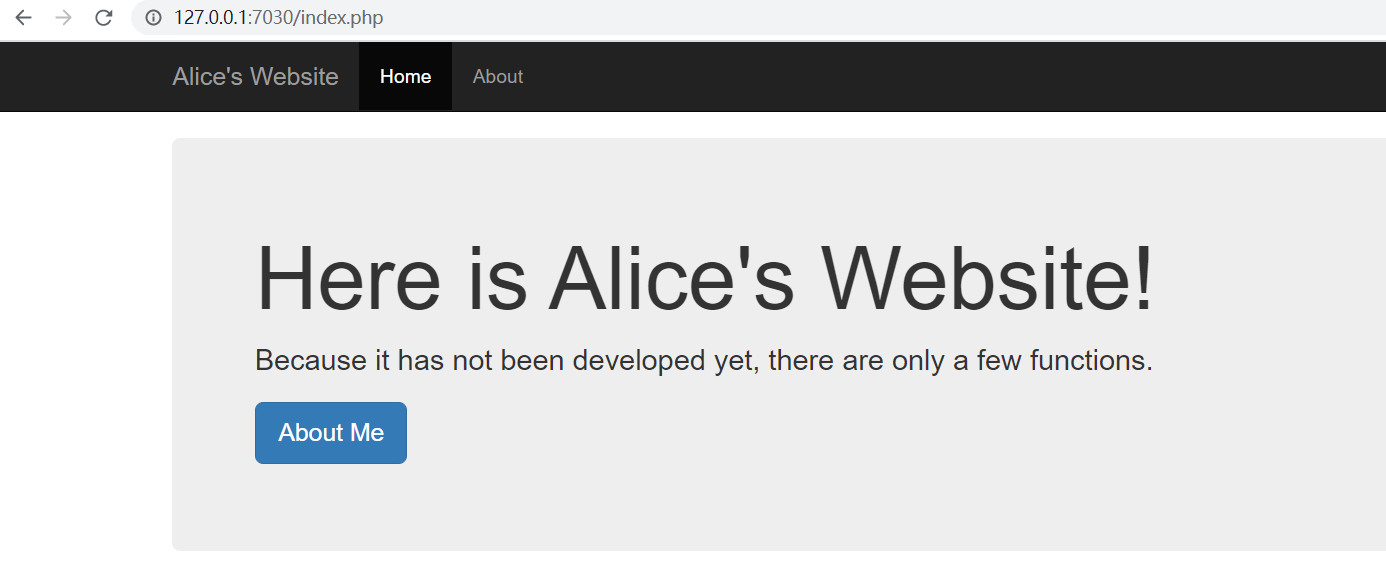 127.0.0.1:7030/index.php
Alice's Website Home About
Here is Alice's Website!
Because it has not been developed yet, there are only a few functions.
About Me